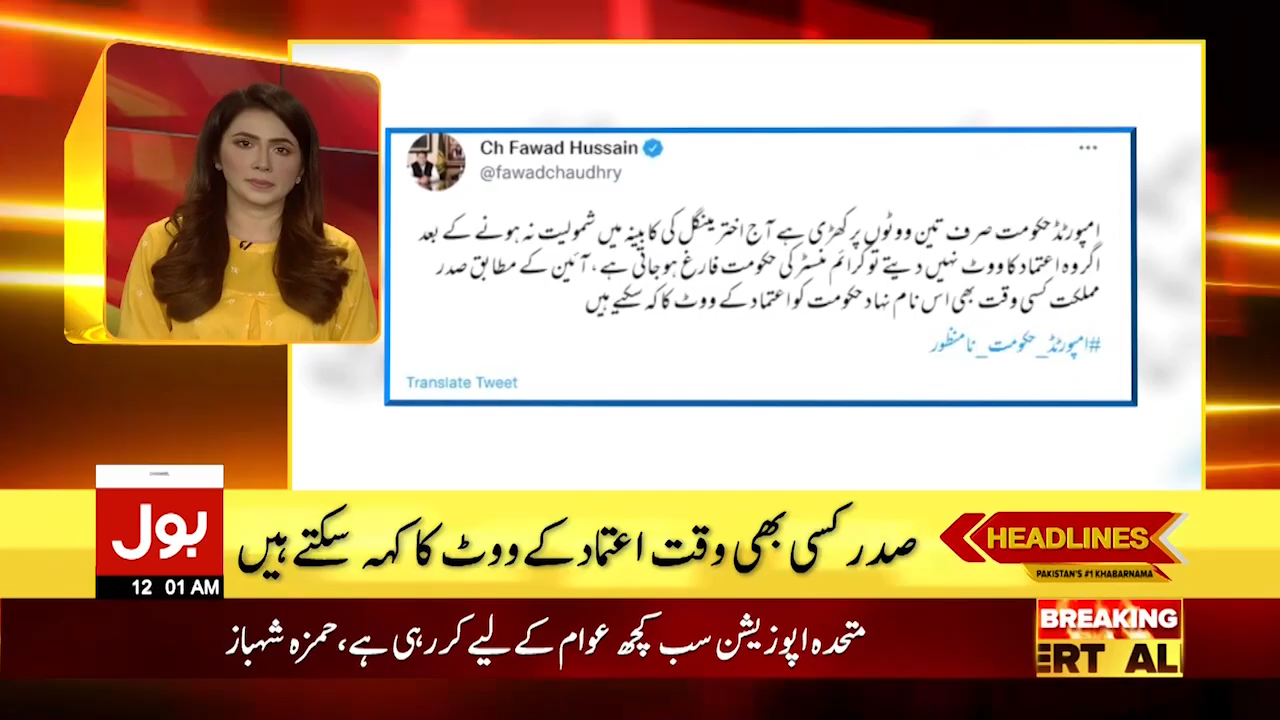 Ch Fawad Hussain
@fawadchaudhry
امپورٹڈ حکومت صرف تین ووٹوں پر کھڑی ہے آج اختر مینگل کی کابینہ میں شمولیت نہ ہونے کے بعد
اگر وہ اعتماد کا ووٹ نہیں دیتے تو کرائم منسٹر کی حکومت فارغ ہو جاتی ہے، آئین کے مطابق صدر
مملکت کسی وقت بھی اس نام نہاد حکومت کو اعتماد کے ووٹ کا کہ سکیے ہیں
#امپورٹڈ_حکومت_نامنظور
Translate Tweet
بول
12 01 AM
صدر کسی بھی وقت اعتماد کے ووٹ کا کہہ سکتے ہیں
HEADLINES
PAKISTAN'S #1 KHABARNAMA
متحدہ اپوزیشن سب کچھ عوام کے لیے کر رہی ہے، حمزہ شہباز
BREAKING
ERT AL